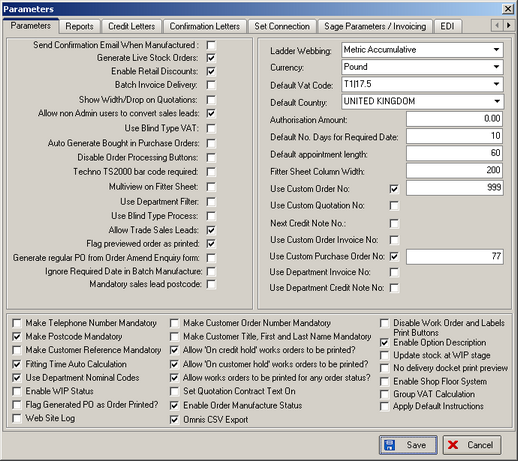 Parameters
Parameters Reports Credit Letters Confirmation Letters Set Connection Sage Parameters / Invoicing EDI
Send Confirmation Email When Manufactured :
Generate Live Stock Orders:
Enable Retail Discounts:
Batch Invoice Delivery:
Show Width/Drop on Quotations:
Allow non Admin users to convert sales leads:
Use Blind Type VAT:
Auto Generate Bought in Purchase Orders:
Disable Order Processing Buttons:
Techno TS2000 bar code required:
Multiview on Fitter Sheet:
Use Department Filter:
Use Blind Type Process:
Allow Trade Sales Leads:
Flag previewed order as printed:
Generate regular PO from Order Amend Enquiry form:
Ignore Required Date in Batch Manufacture:
Mandatory sales lead postcode:
Ladder Webbing: Metric Accumulative
Currency: Pound
Default Vat Code: T1|17.5
Default Country: UNITED KINGDOM
Authorisation Amount: 0.00
Default No. Days for Required Date: 10
Default appointment length: 60
Fitter Sheet Column Width: 200
Use Custom Order No: 999
Use Custom Quotation No:
Next Credit Note No.:
Use Custom Order Invoice No:
Use Custom Purchase Order No: 77
Use Department Invoice No:
Use Department Credit Note No:
Make Telephone Number Mandatory
Make Postcode Mandatory
Make Customer Reference Mandatory
Fitting Time Auto Calculation
Use Department Nominal Codes
Enable WIP Status
Flag Generated PO as Order Printed?
Web Site Log
Make Customer Order Number Mandatory
Make Customer Title, First and Last Name Mandatory
Allow 'On credit hold' works orders to be printed?
Allow 'On customer hold' works orders to be printed?
Allow works orders to be printed for any order status?
Set Quotation Contract Text On
Enable Order Manufacture Status
Omnis CSV Export
Disable Work Order and Labels
Print Buttons
Enable Option Description
Update stock at WIP stage
No delivery docket print preview
Enable Shop Floor System
Group VAT Calculation
Apply Default Instructions
Save Cancel